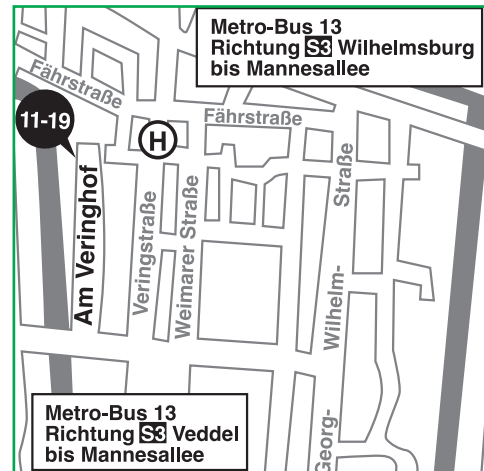 Metro-Bus 13
Richtung S3 Wilhelmsburg
bis Mannesallee
Fährstraße
Fährstraße
11-19
H
Am Veringhof
Veringstraße
Weimarer Straße
Georg-
Wilhelm-
Straße
Metro-Bus 13
Richtung S3 Veddel
bis Mannesallee